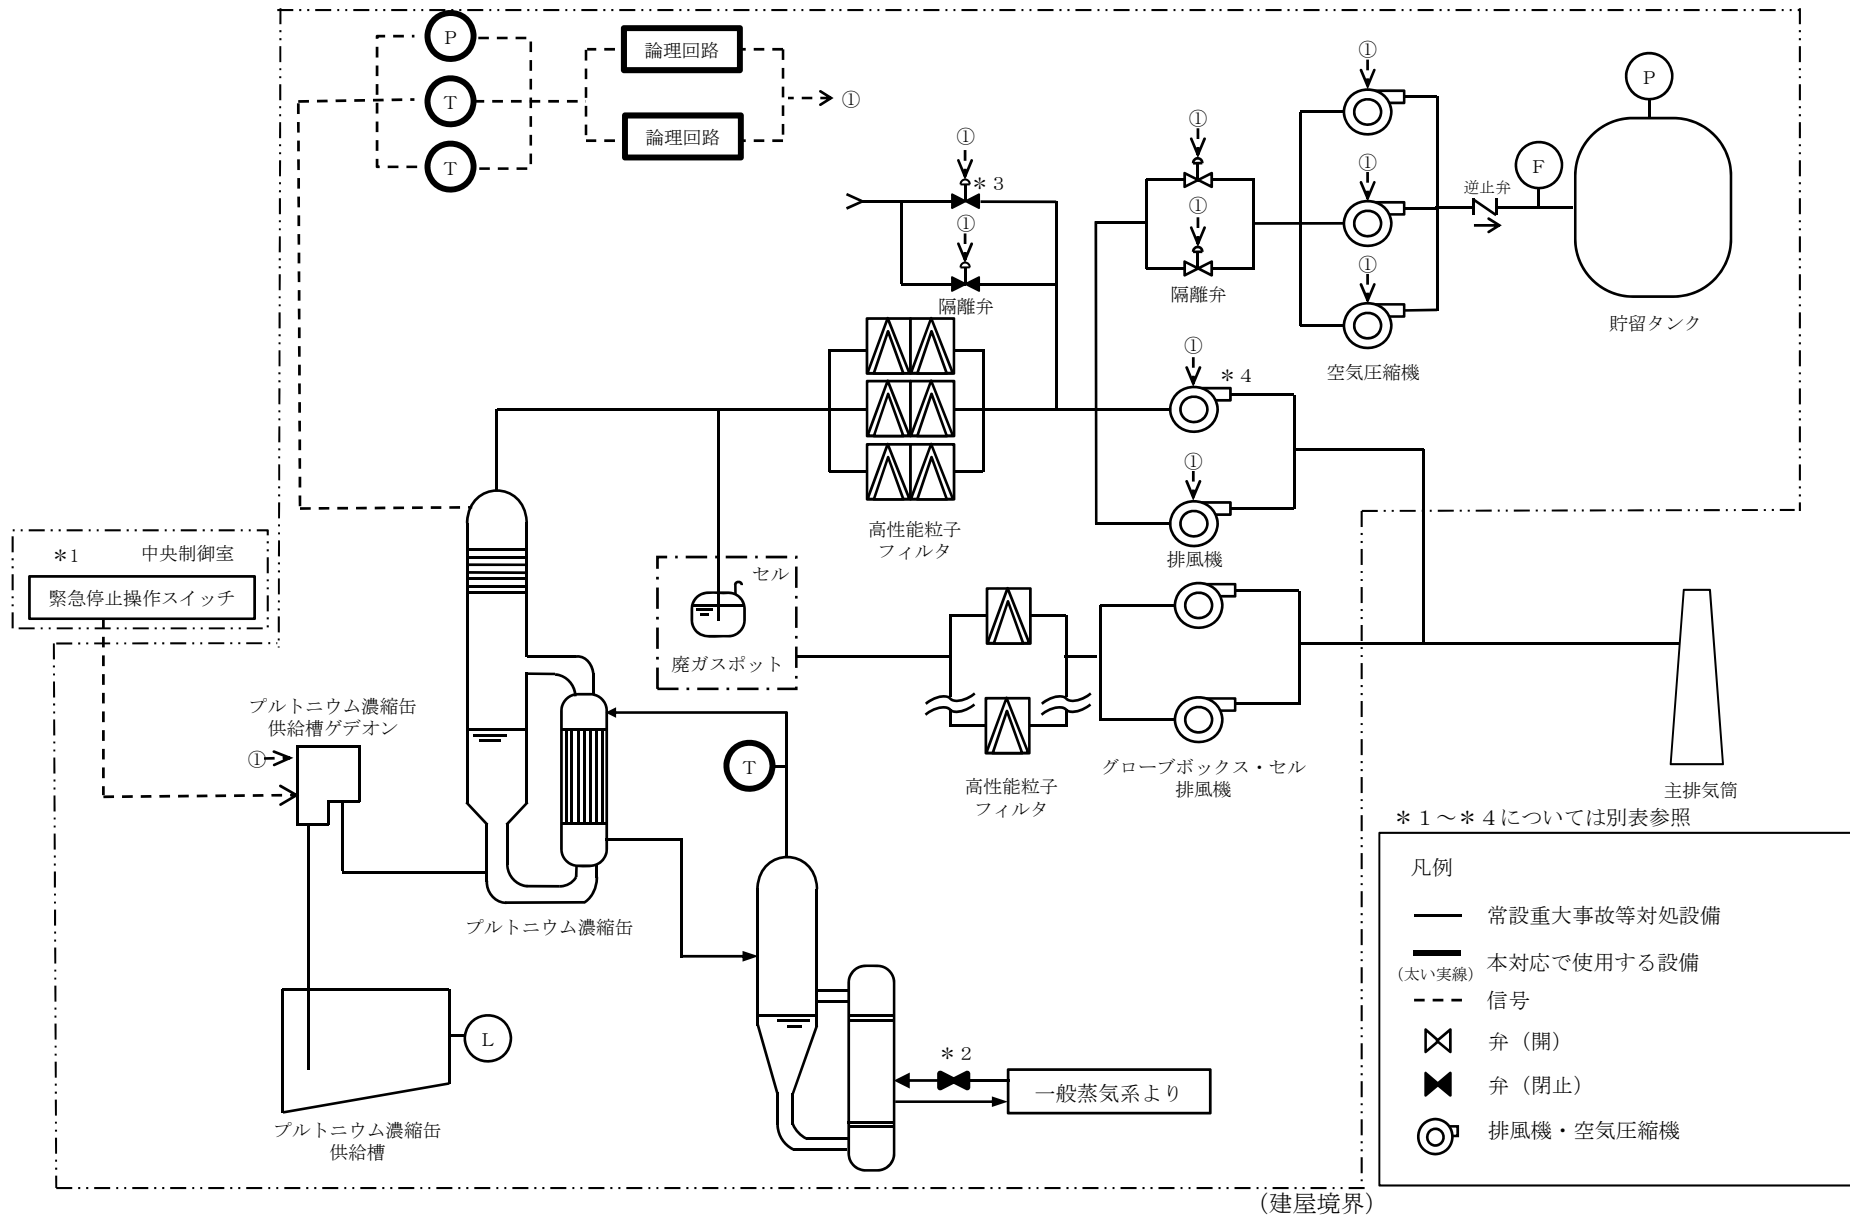 P
T
T
論理回路
論理回路
①
①
＊3
①
隔離弁
①
①
隔離弁
①
①
①
空気圧縮機
逆止弁
F
P
貯留タンク
①
＊4
①
排風機
高性能粒子
フィルタ
＊1
中央制御室
緊急停止操作スイッチ
セル
廃ガスポット
プルトニウム濃縮缶
供給槽ゲデオン
①
T
高性能粒子
フィルタ
グローブボックス・セル
排風機
主排気筒
プルトニウム濃縮缶
L
プルトニウム濃縮缶
供給槽
＊2
一般蒸気系より
＊1～＊4については別表参照
凡例
常設重大事故等対処設備
本対応で使用する設備
（太い実線）
信号
弁（開）
弁（閉止）
排風機・空気圧縮機
（建屋境界）